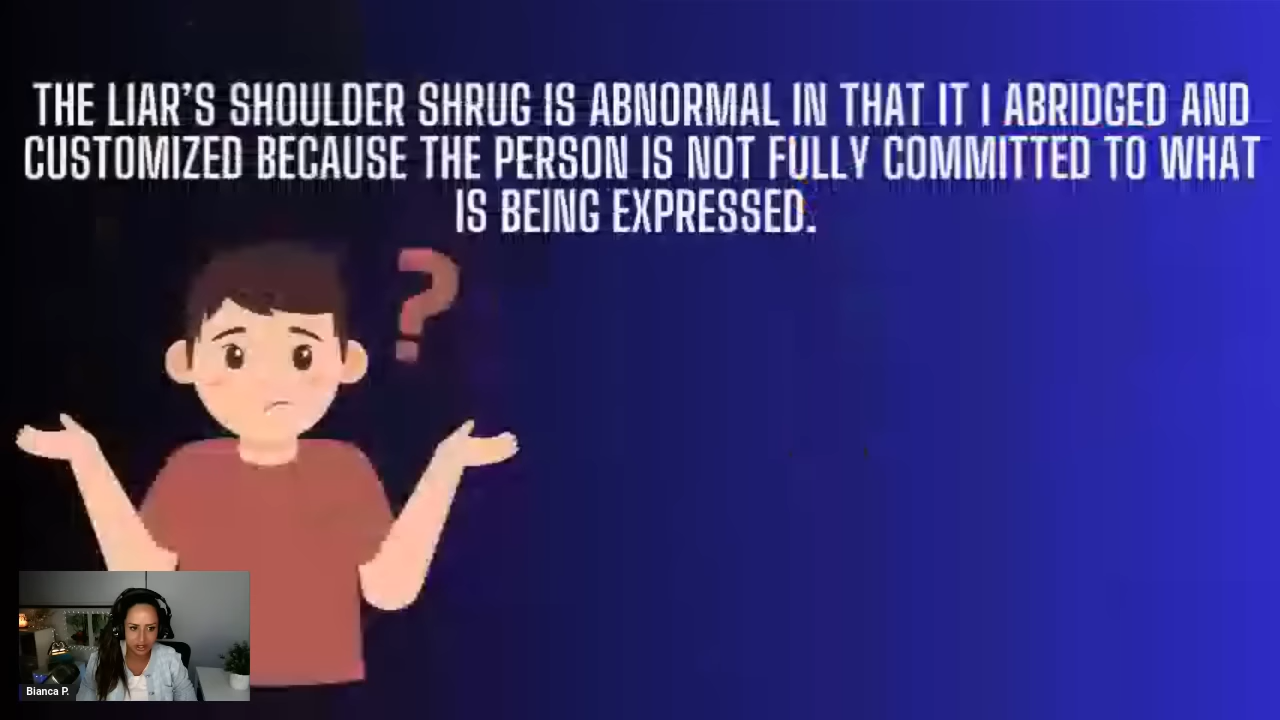 THE LIAR'S SHOULDER SHRUG IS ABNORMAL IN THAT IT I ABRIDGED AND
CUSTOMIZED BECAUSE THE PERSON IS NOT FULLY COMMITTED TO WHAT
IS BEING EXPRESSED.
?
Bianca P.